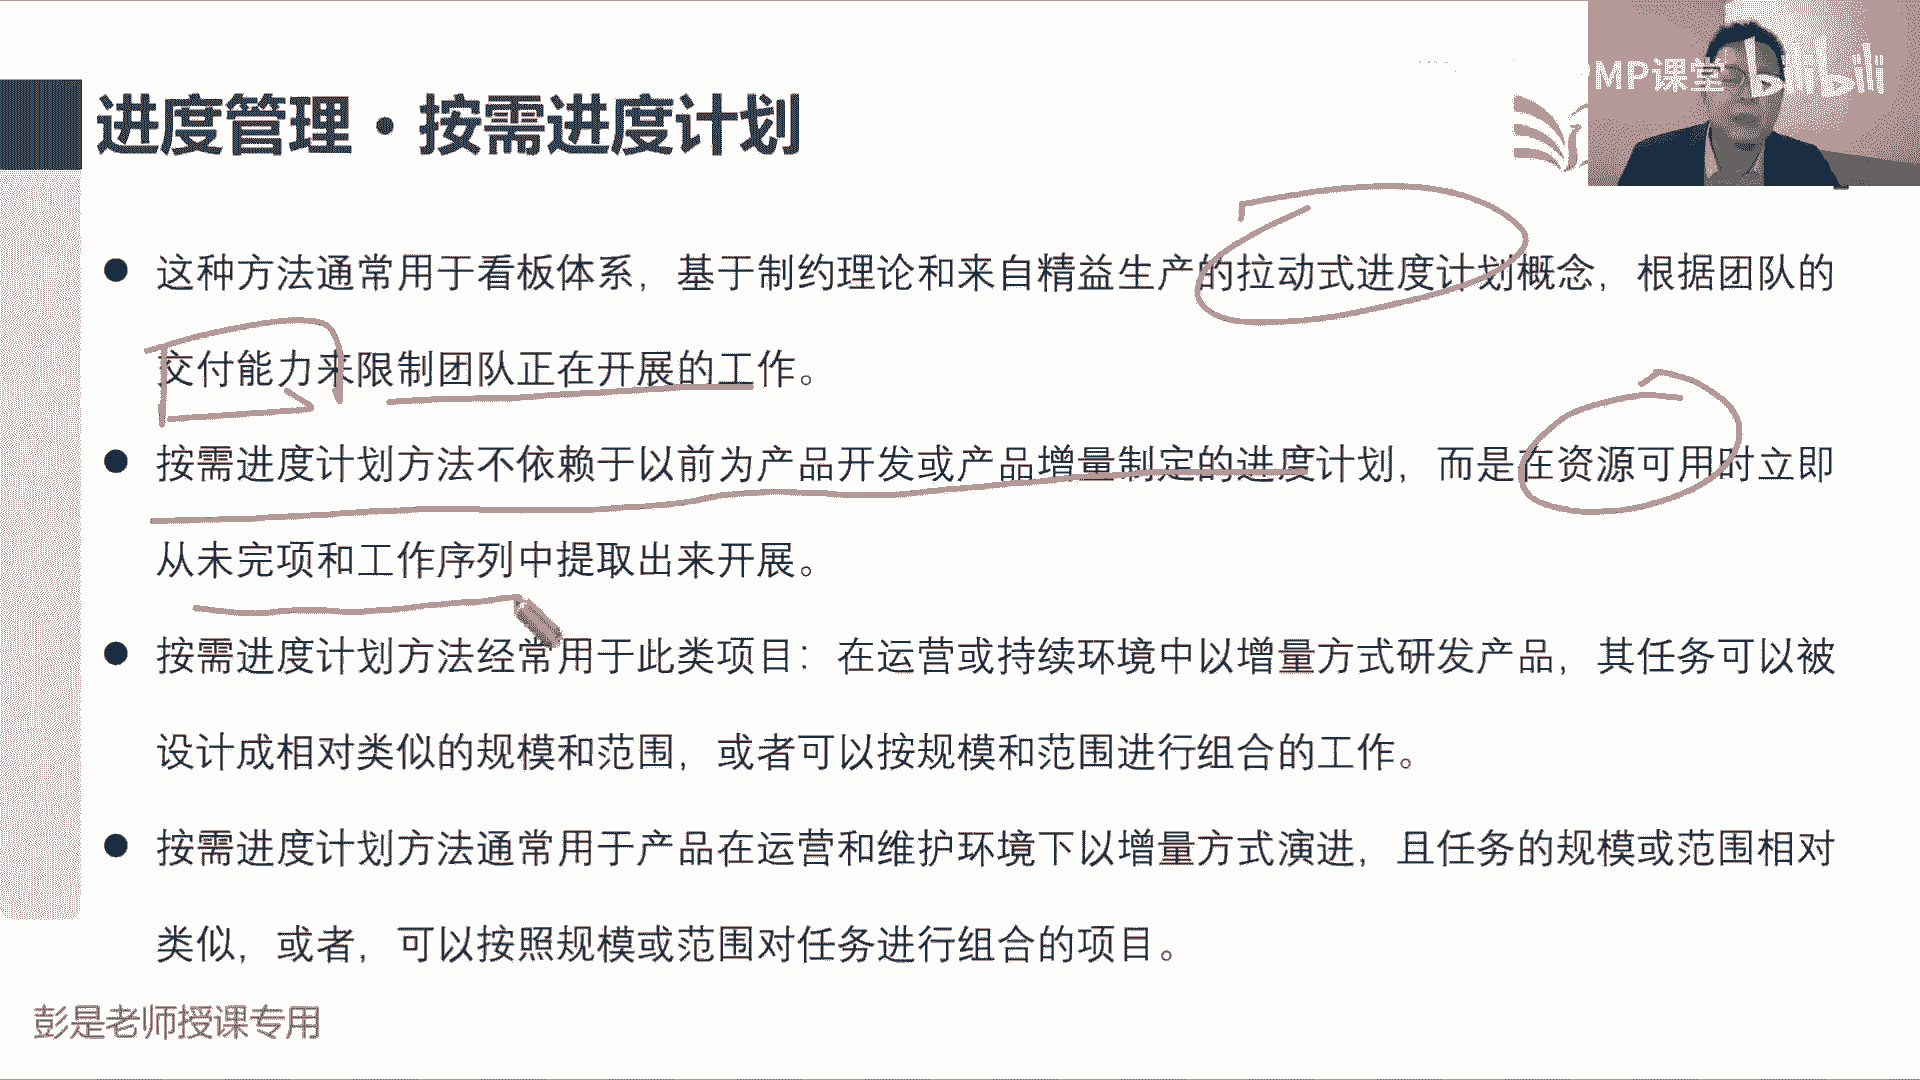 PMP课堂 bilibili
进度管理·按需进度计划
这种方法通常用于看板体系，基于制约理论和来自精益生产的拉动式进度计划概念，根据团队的
交付能力来限制团队正在开展的工作。
按需进度计划方法不依赖于以前为产品开发或产品增量制定的进度计划，而是在资源可用时立即
从未完项和工作序列中提取出来开展。
按需进度计划方法经常用于此类项目：在运营或持续环境中以增量方式研发产品，其任务可以被
设计成相对类似的规模和范围，或者可以按规模和范围进行组合的工作。
按需进度计划方法通常用于产品在运营和维护环境下以增量方式演进，且任务的规模或范围相对
类似，或者，可以按照规模或范围对任务进行组合的项目。
彭是老师授课专用